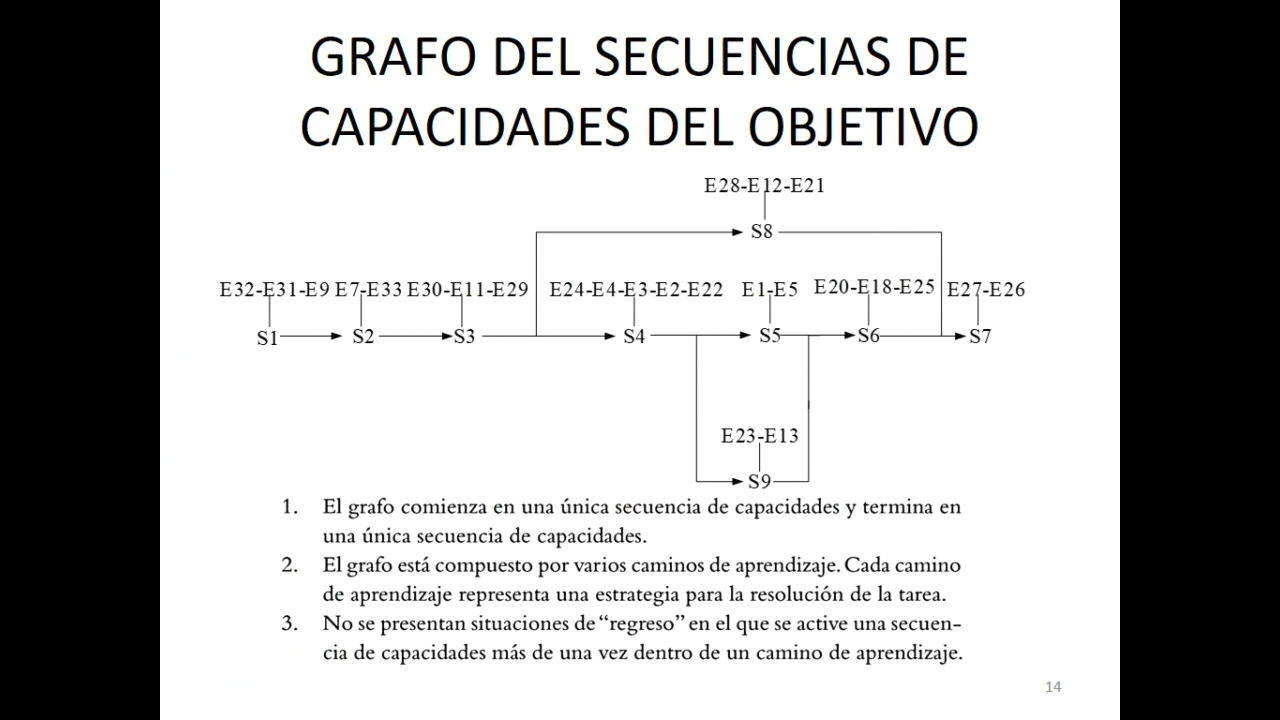 GRAFO DEL SECUENCIAS DE
CAPACIDADES DEL OBJETIVO
E28-E12-E21
S8
E32-E31-E9 E7-E33 E30-E11-E29 E24-E4-E3-E2-E22 E1-E5 E20-E18-E25 E27-E26
S1 S2 S3 S4 S5 S6 S7
E23-E13
S9
1. El grafo comienza en una única secuencia de capacidades y termina en
una única secuencia de capacidades.
2. El grafo está compuesto por varios caminos de aprendizaje. Cada camino
de aprendizaje representa una estrategia para la resolución de la tarea.
3. No se presentan situaciones de “regreso” en el que se active una secuen-
cia de capacidades más de una vez dentro de un camino de aprendizaje.
14